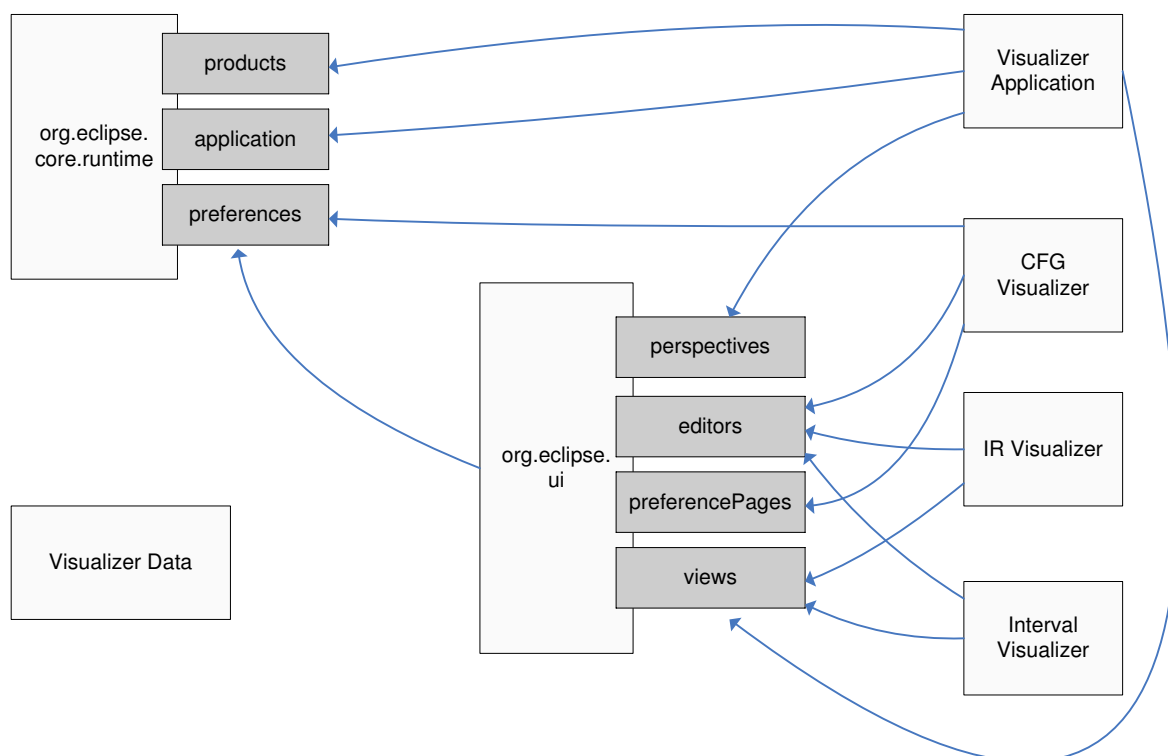 products
Visualizer
Application
org.eclipse.
core.runtime
application
preferences
CFG
Visualizer
perspectives
editors
org.eclipse.
ui
IR Visualizer
preferencePages
Visualizer Data
views
Interval
Visualizer